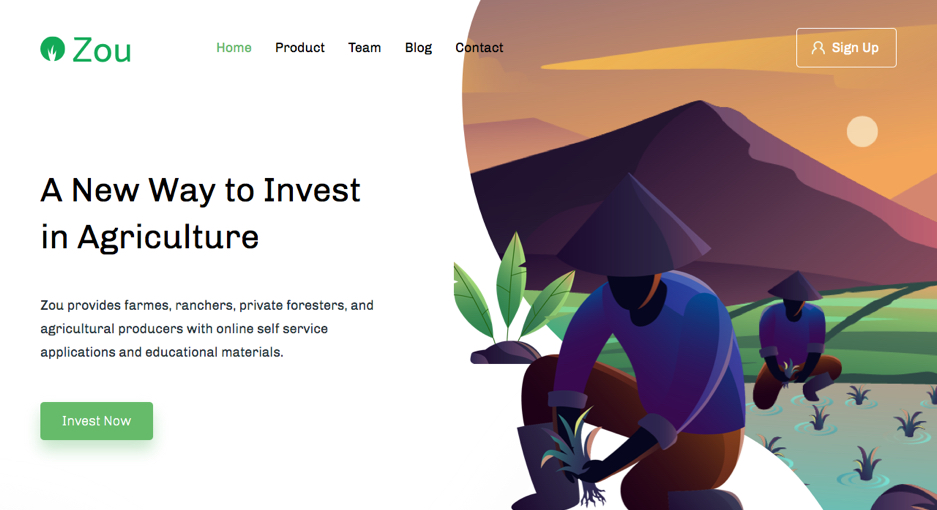 Zou
Home Product Team Blog Contact
Sign Up
A New Way to Invest
in Agriculture
Zou provides farmes, ranchers, private foresters, and
agricultural producers with online self service
applications and educational materials.
Invest Now